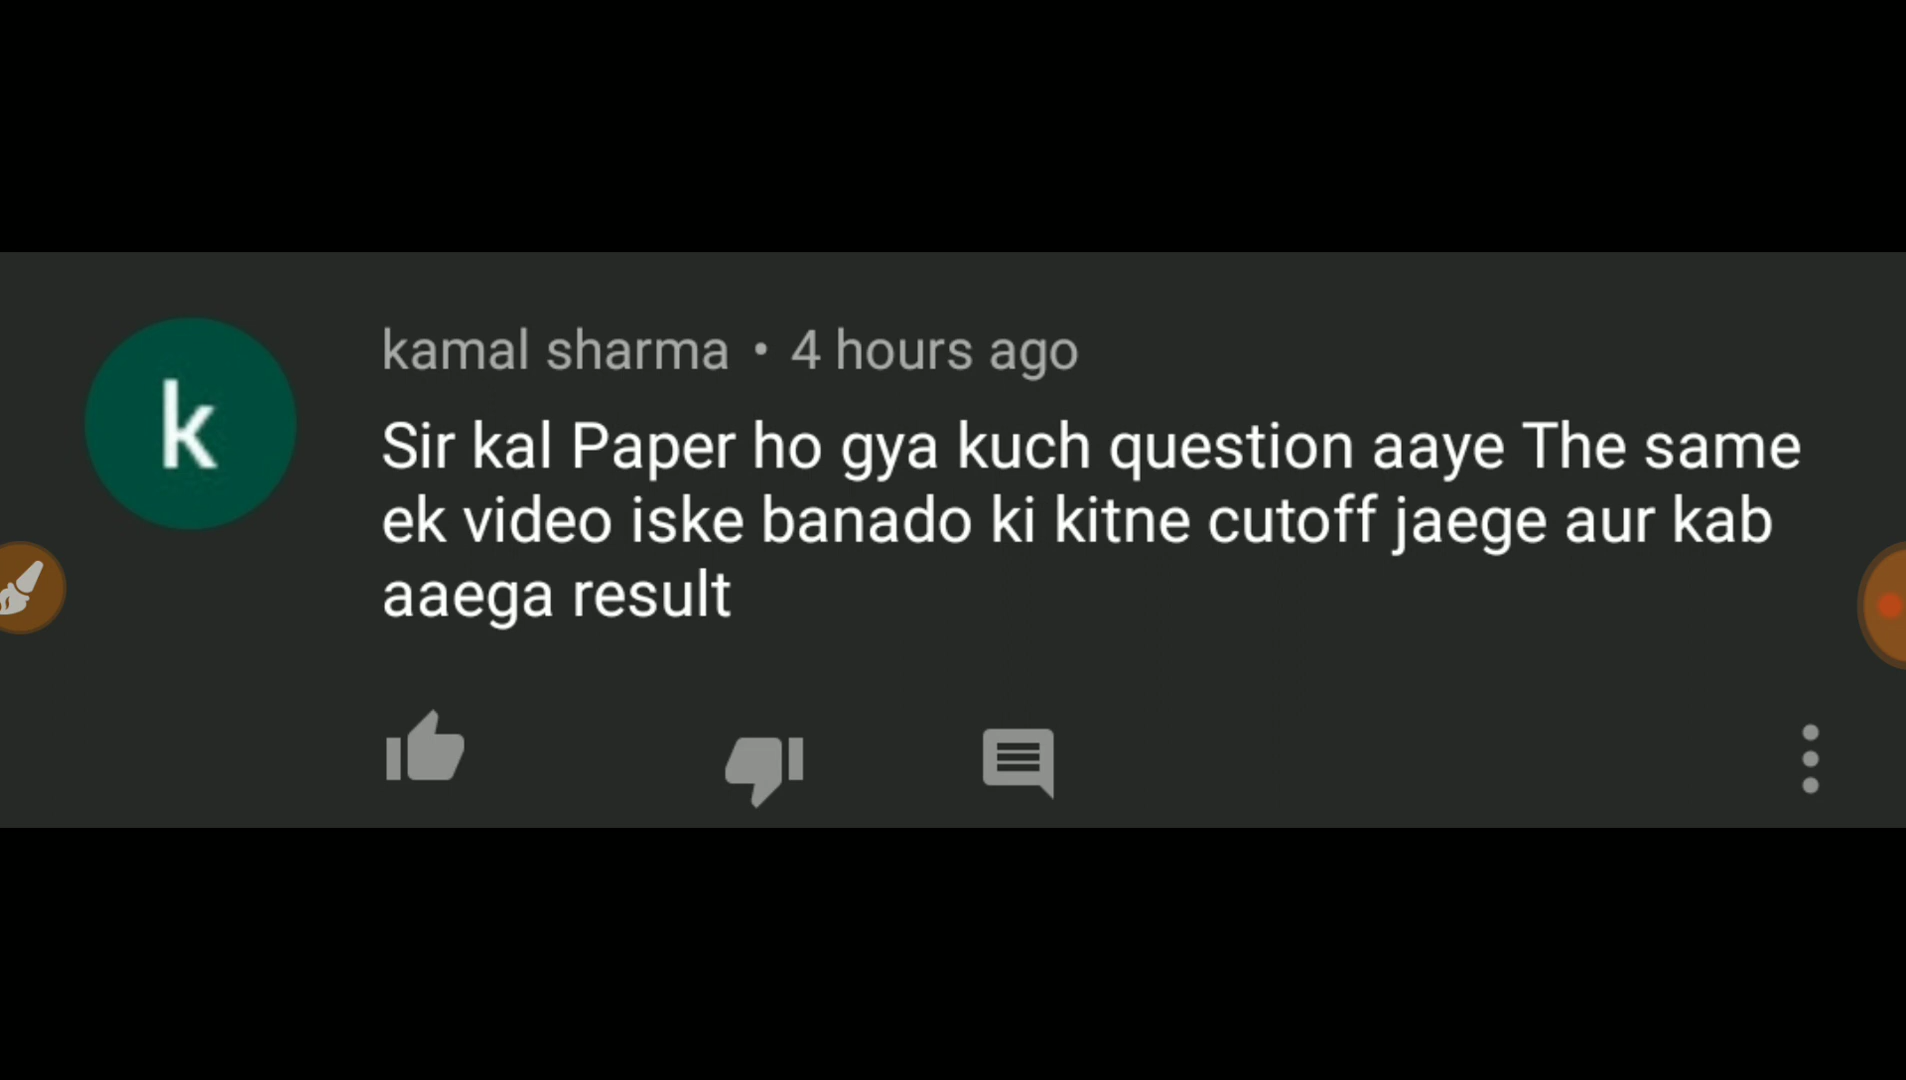 k
kamal sharma • 4 hours ago
Sir kal Paper ho gya kuch question aaye The same
ek video iske banado ki kitne cutoff jaege aur kab
aaega result